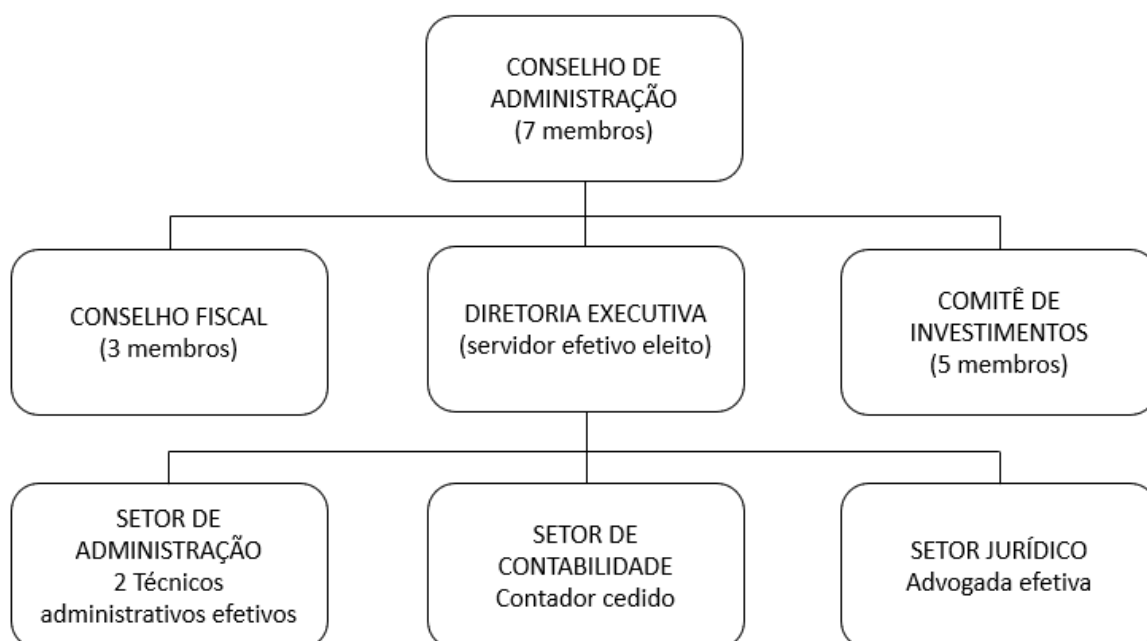 CONSELHO DE
ADMINISTRAÇÃO
(7 membros)
CONSELHO FISCAL
(3 membros)
DIRETORIA EXECUTIVA
(servidor efetivo eleito)
COMITÊ DE
INVESTIMENTOS
(5 membros)
SETOR DE
ADMINISTRAÇÃO
2 Técnicos
administrativos efetivos
SETOR DE
CONTABILIDADE
Contador cedido
SETOR JURÍDICO
Advogada efetiva